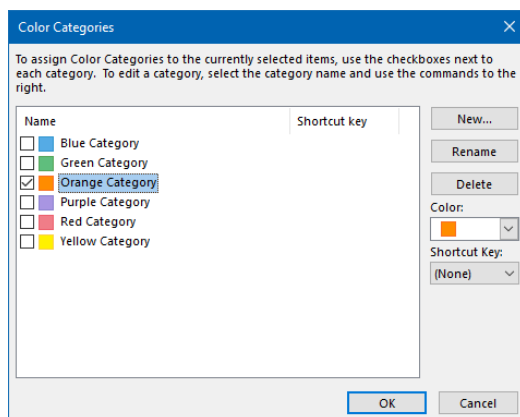 Color Categories
To assign Color Categories to the currently selected items, use the checkboxes next to
each category. To edit a category, select the category name and use the commands to the
right.
Name Shortcut key
Blue Category
Green Category
Orange Category
Purple Category
Red Category
Yellow Category
New...
Rename
Delete
Color:
Shortcut Key:
(None)
OK Cancel